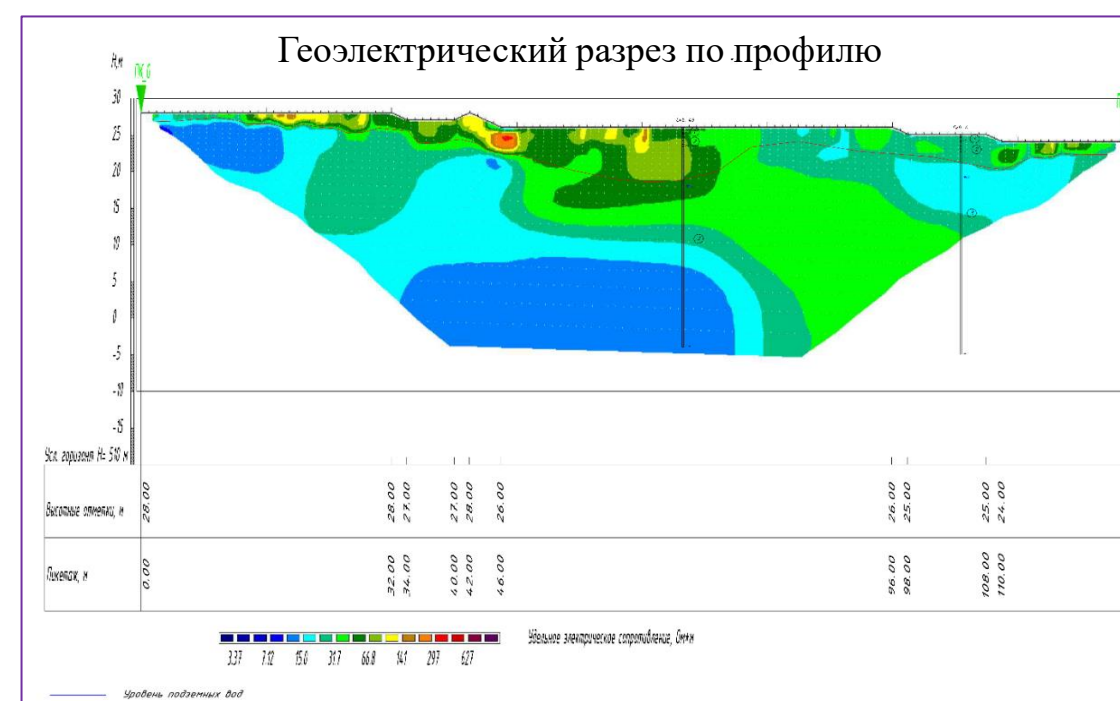 Геоэлектрический разрез по профилю
Н,м
ПК_0
30
25
20
15
10
5
0
-5
-10
-15
Усл. горизонт Н= 510 м
Высотные отметки, м
28.00 28.00 27.00 27.00 28.00 26.00 26.00 25.00 25.00 24.00
Пикетаж, м
0.00 32.00 34.00 40.00 42.00 46.00 96.00 98.00 108.00 110.00
Удельное электрическое сопротивление, Ом*м
3.37 7.12 15.0 31.7 66.8 141 297 627
Уровень подземных вод